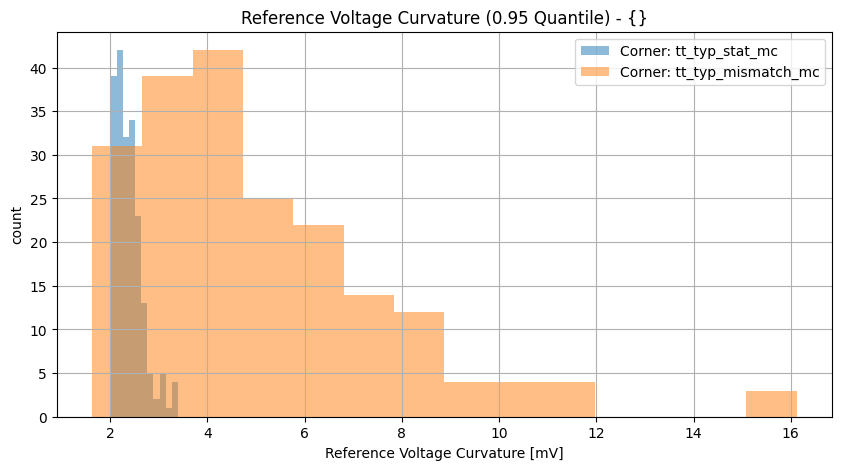 Reference Voltage Curvature (0.95 Quantile) - {}
Corner: tt_typ_stat_mc
Corner: tt_typ_mismatch_mc
count
40
35
30
25
20
15
10
5
0
2 4 6 8 10 12 14 16
Reference Voltage Curvature [mV]